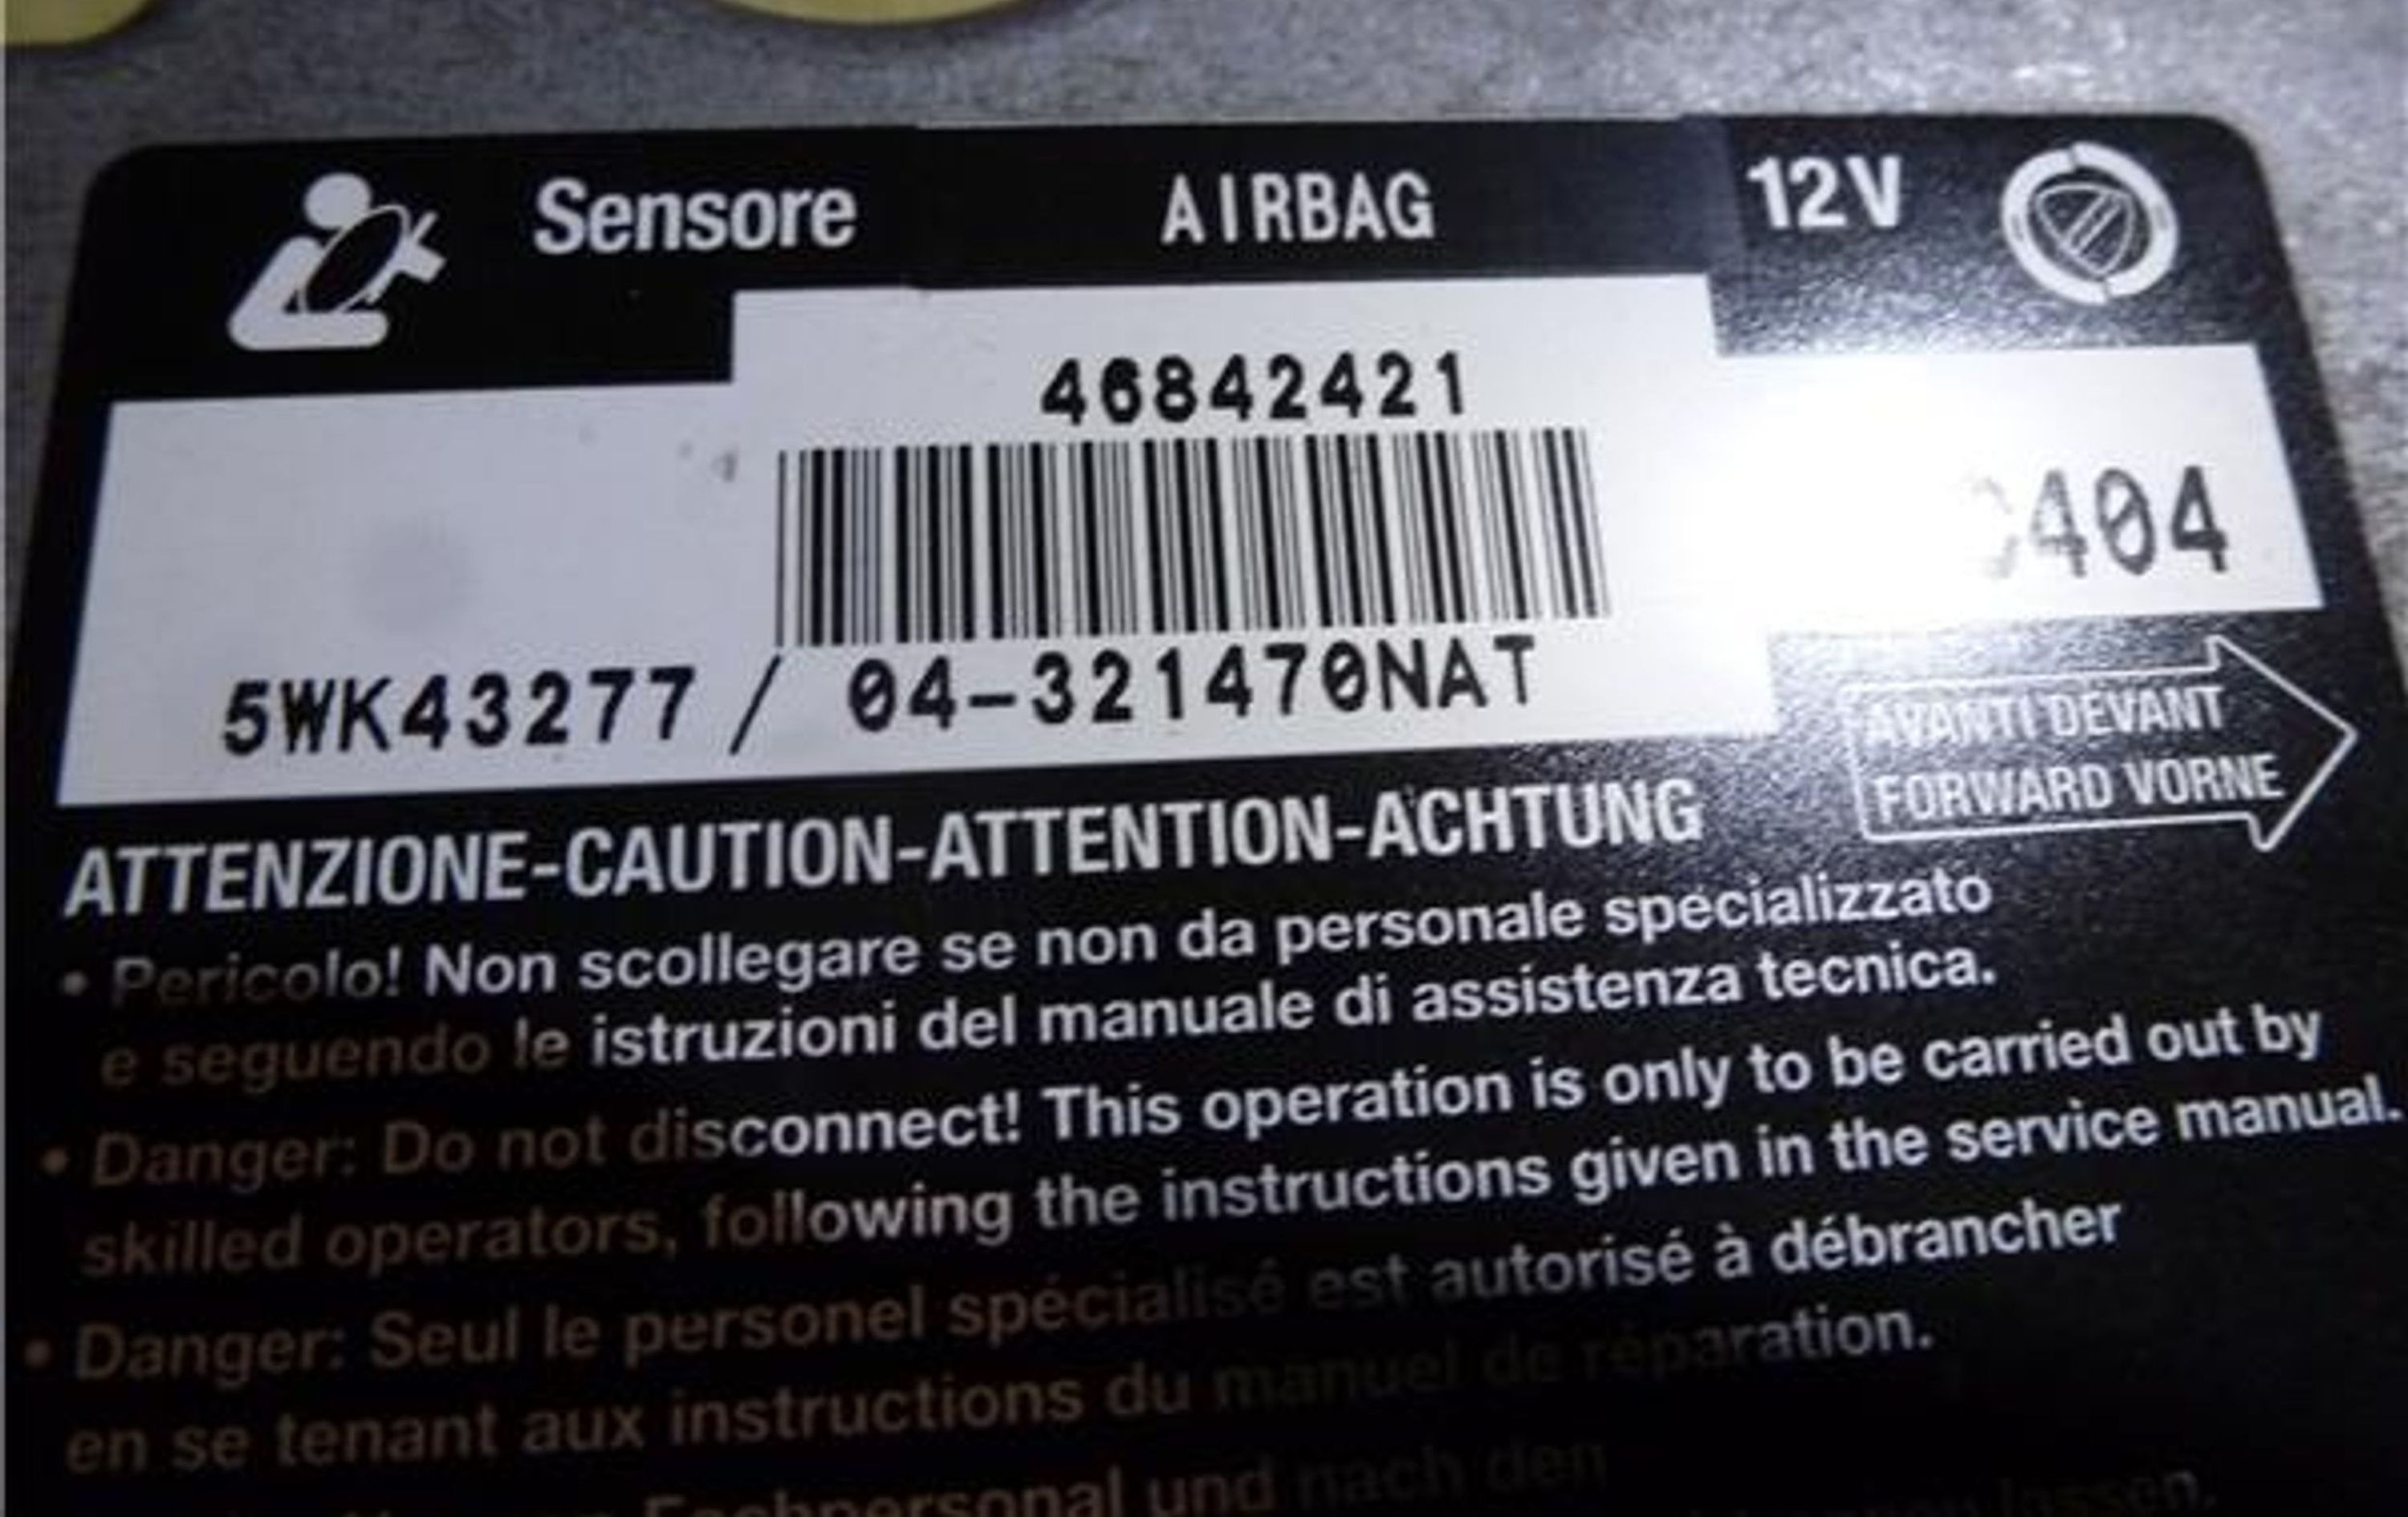 Sensore AIRBAG 12V
46842421
404
5WK43277 / 04-321470NAT
AVANTI DEVANT
FORWARD VORNE
ATTENZIONE-CAUTION-ATTENTION-ACHTUNG
• Pericolo! Non scollegare se non da personale specializzato
e seguendo le istruzioni del manuale di assistenza tecnica.
• Danger: Do not disconnect! This operation is only to be carried out by
skilled operators, following the instructions given in the service manual.
• Danger: Seul le personel spécialisé est autorisé à débrancher
en se tenant aux instructions du manuel de réparation.
Fachpersonal und nach den
lassen.